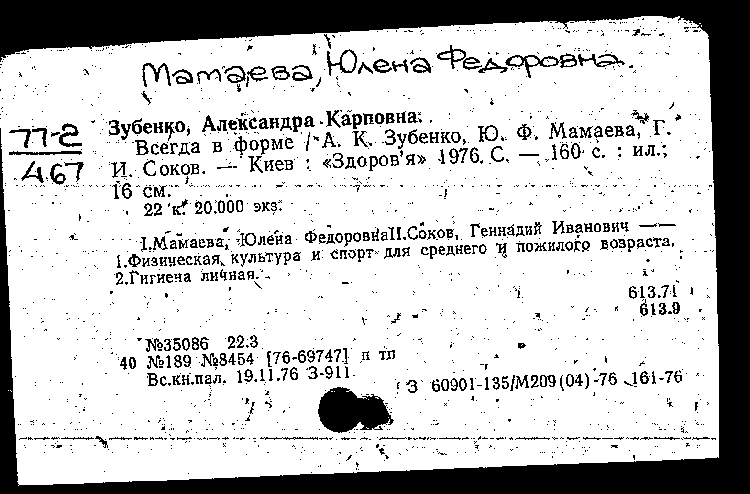 Мамаева, Юлена Федоровна.
77-2
467
Зубенко, Александра Карповна.
Всегда в форме / А. К. Зубенко, Ю. Ф. Мамаева, Г.
И. Соков. — Киев : «Здоров’я» 1976. С. — 160 с. : ил.;
16 см.
22 к. 20.000 экз.
I.Мамаева, Юлена ФедоровнаII.Соков, Геннадий Иванович ——
1.Физическая культура и спорт для среднего и пожилого возраста.
2.Гигиена личная.
613.71
613.9
№35086 22.3
40 №189 №8454 [76-69747] п тп
Вс.кн.пал. 19.11.76 З-911
З 60901-135/М209(04)-76 161-76